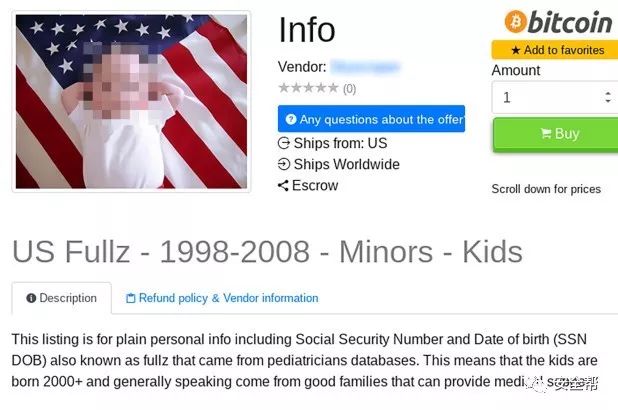 Info
Vendor:
(0)
Any questions about the offer?
Ships from: US
Ships Worldwide
Escrow
bitcoin
★ Add to favorites
Amount
1
Buy
Scroll down for prices
US Fullz - 1998-2008 - Minors - Kids
Description
Refund policy & Vendor information
This listing is for plain personal info including Social Security Number and Date of birth (SSN
DOB) also known as fullz that came from pediatricians databases. This means that the kids are
born 2000+ and generally speaking come from good families that can provide
安全帮